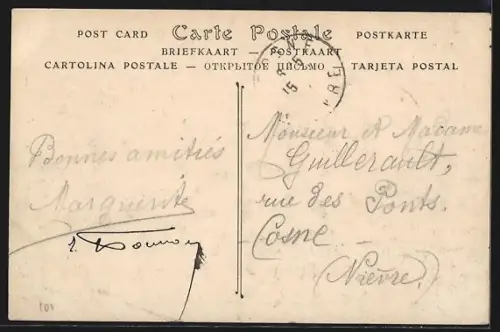 POST CARD Carte Postale POSTKARTE
BRIEFKAART — POSTKAART
CARTOLINA POSTALE — ОТКРЫТОЕ ПИСЬМО — TARJETA POSTAL
Bonnes amitiés
Marguerite
Monsieur et Madame
Guillerault,
rue des Ponts.
Cosne
(Nièvre.)
101